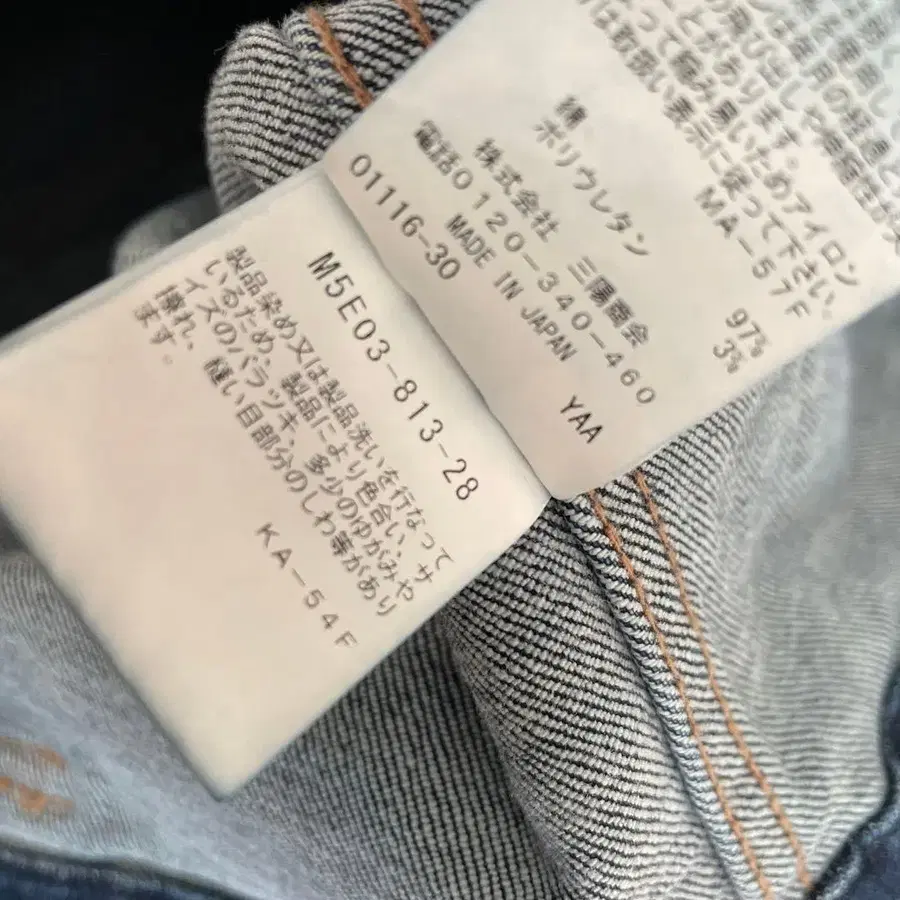 って縮み易いためアイロン
は取扱い表示に従って下さい。
MA-57F
綿 97%
ポリウレタン 3%
株式会社 三陽商会
電話0120-340-460
MADE IN JAPAN
01116-30 YAA
M5E03-813-28
製品染め又は製品洗いを行なって
いるため、製品により色合い、サ
イズのバラツキ、多少のゆがみや
擦れ、縫い目部分のしわ等があり
ます。
KA-54F